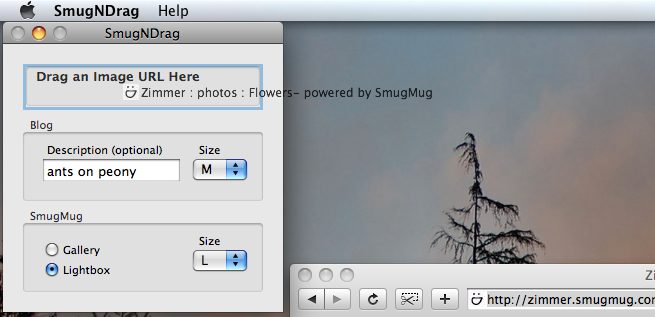 SmugNDrag Help
SmugNDrag
Drag an Image URL Here
Zimmer : photos : Flowers- powered by SmugMug
Blog
Description (optional) Size
ants on peony M
SmugMug
Size
Gallery
Lightbox L
Zi
http://zimmer.smugmug.con